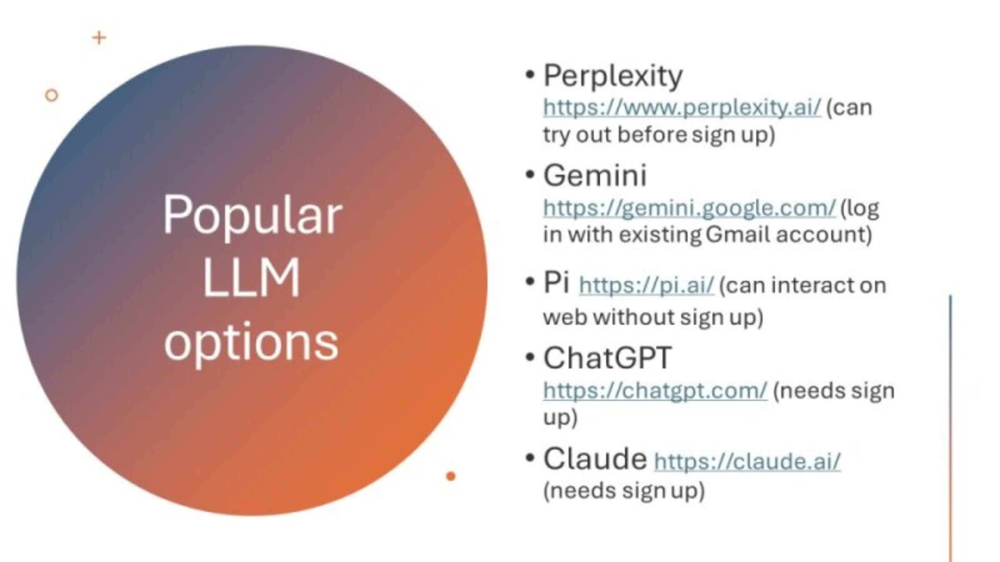 Popular
LLM
options
• Perplexity
https://www.perplexity.ai/ (can
try out before sign up)
• Gemini
https://gemini.google.com/ (log
in with existing Gmail account)
• Pi https://pi.ai/ (can interact on
web without sign up)
• ChatGPT
https://chatgpt.com/ (needs sign
up)
• Claude https://claude.ai/
(needs sign up)